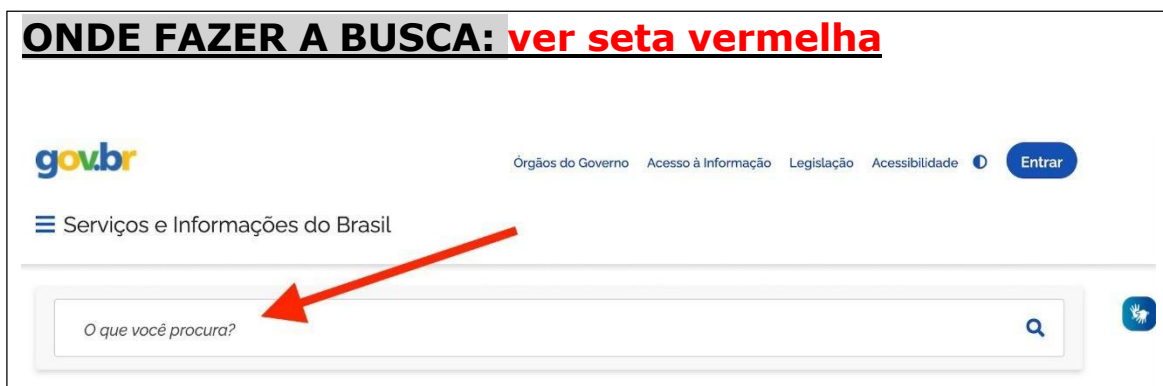 ONDE FAZER A BUSCA: ver seta vermelha
gov.br
Órgãos do Governo Acesso à Informação Legislação Acessibilidade Entrar
Serviços e Informações do Brasil
O que você procura?